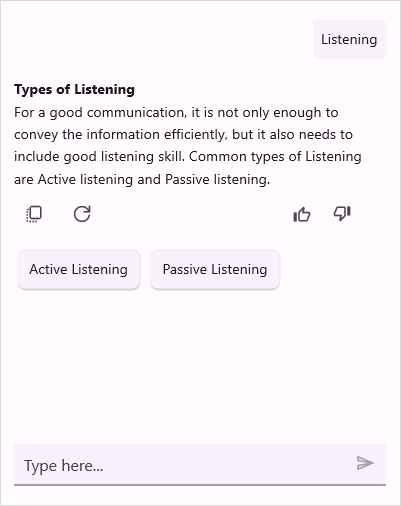 Listening
Types of Listening
For a good communication, it is not only enough to
convey the information efficiently, but it also needs to
include good listening skill. Common types of Listening
are Active listening and Passive listening.
Active Listening
Passive Listening
Type here...